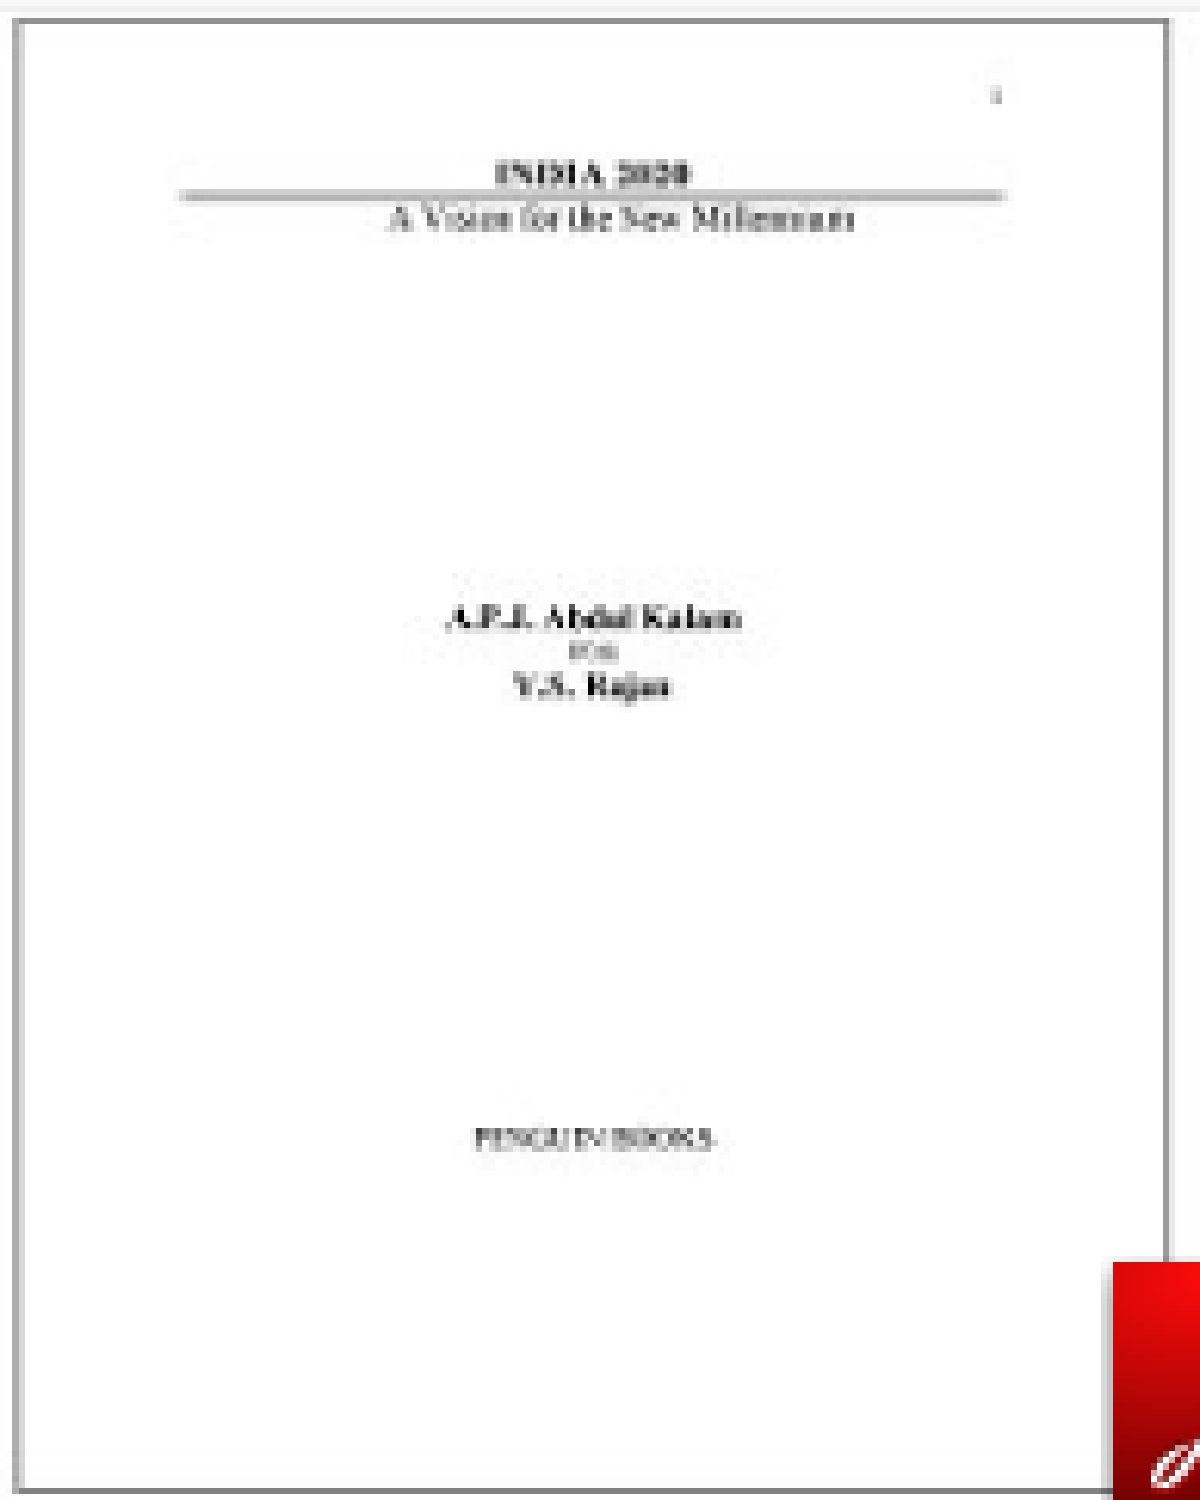 INDIA 2020
A Vision for the New Millennium
A.P.J. Abdul Kalam
Y.S. Rajan
PENGUIN BOOKS